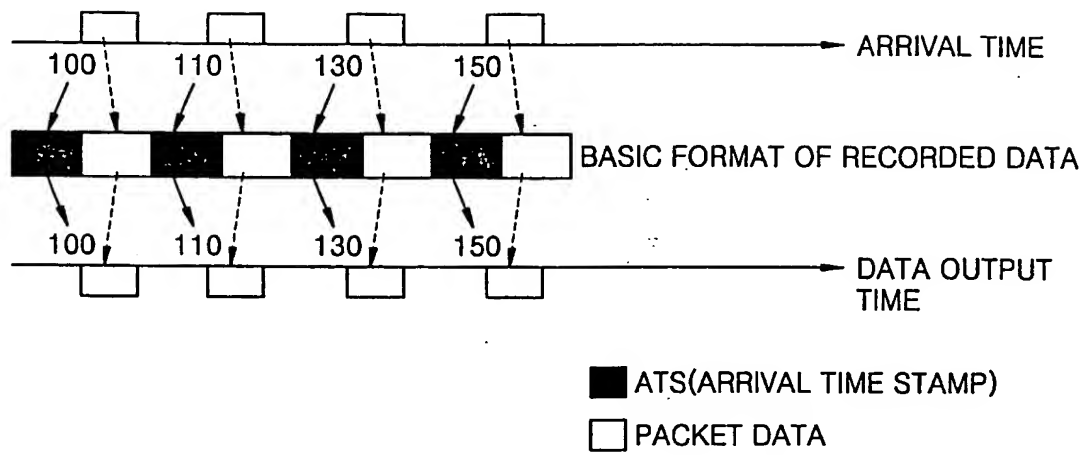 ARRIVAL TIME
100 110 130 150
BASIC FORMAT OF RECORDED DATA
100 110 130 150
DATA OUTPUT
TIME
ATS(ARRIVAL TIME STAMP)
PACKET DATA